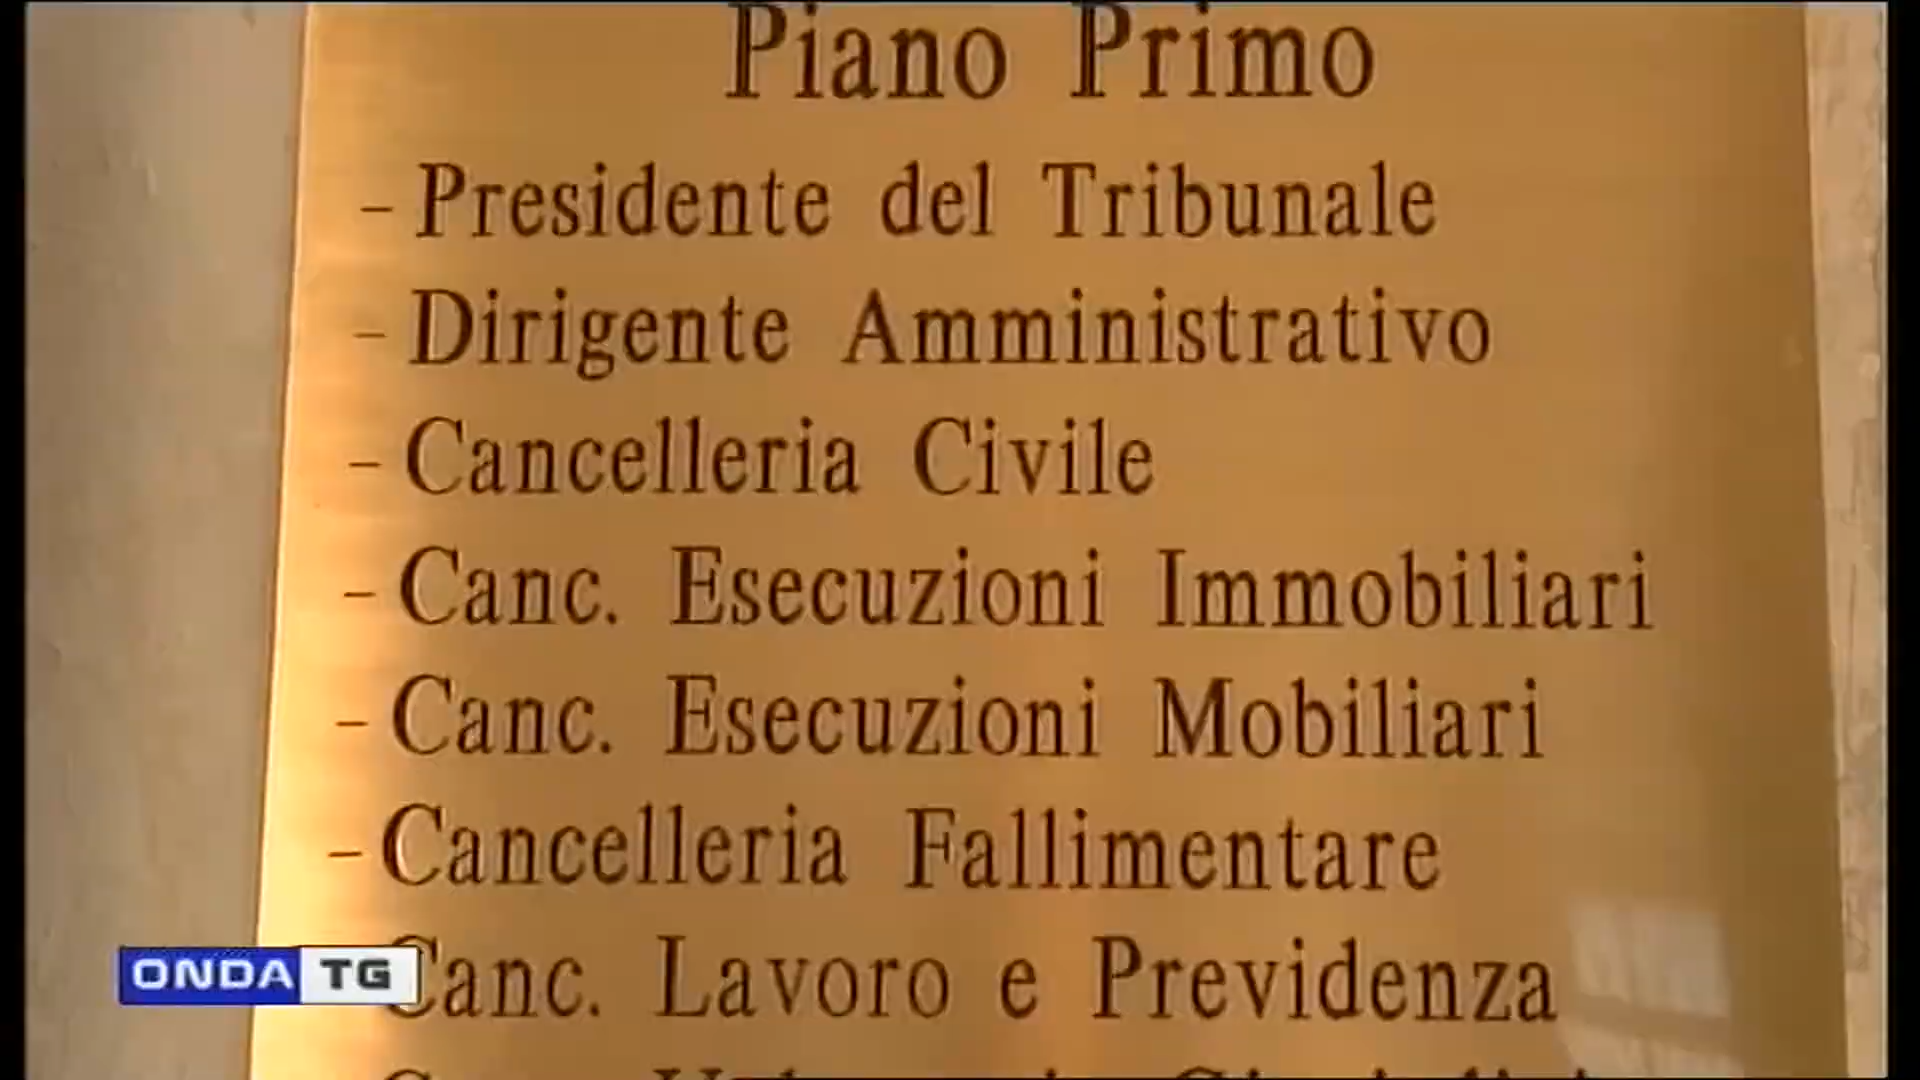 Piano Primo
- Presidente del Tribunale
- Dirigente Amministrativo
- Cancelleria Civile
- Canc. Esecuzioni Immobiliari
- Canc. Esecuzioni Mobiliari
- Cancelleria Fallimentare
Canc. Lavoro e Previdenza
ONDA TG